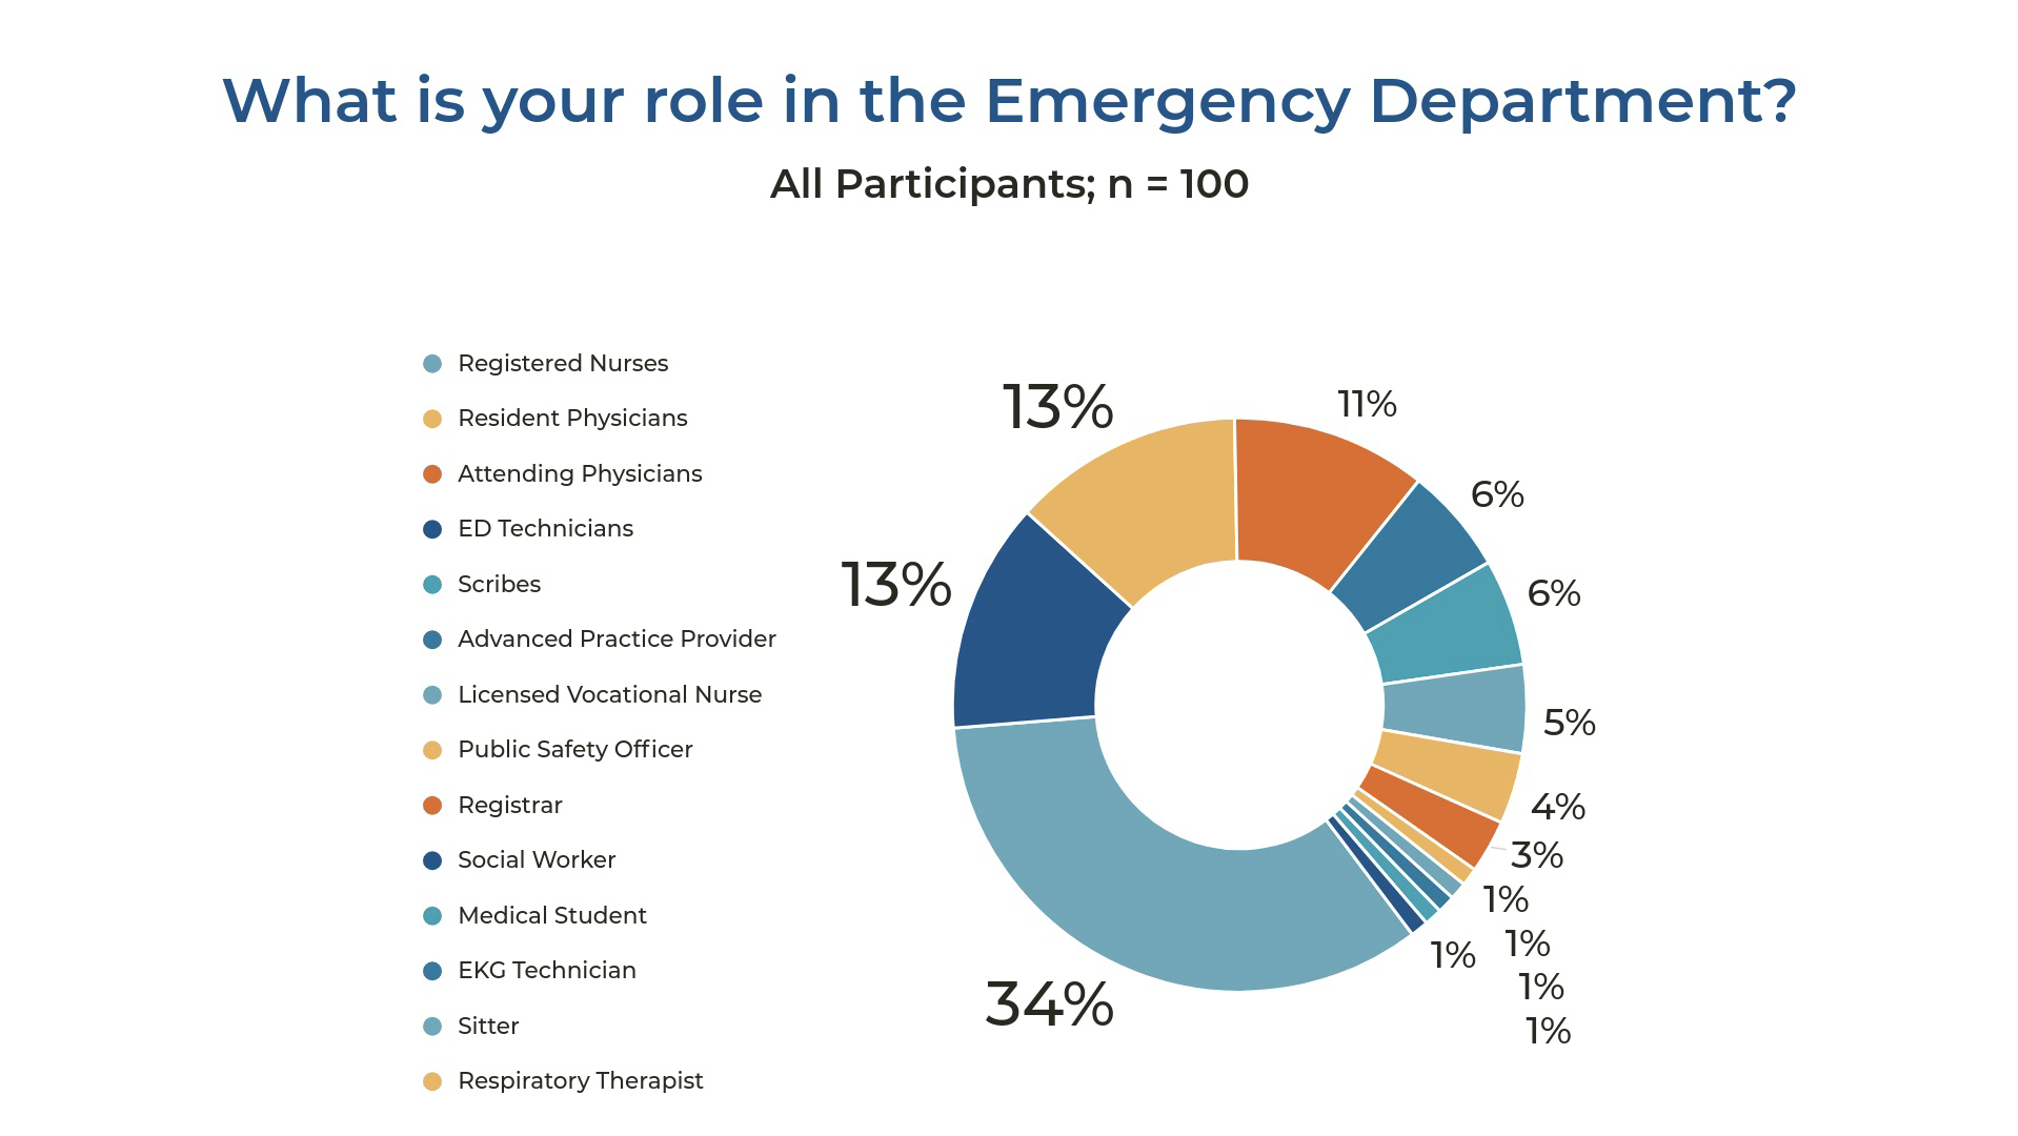 What is your role in the Emergency Department?
All Participants; n = 100
Registered Nurses
Resident Physicians
Attending Physicians
ED Technicians
Scribes
Advanced Practice Provider
Licensed Vocational Nurse
Public Safety Officer
Registrar
Social Worker
Medical Student
EKG Technician
Sitter
Respiratory Therapist
13%
11%
6%
6%
5%
4%
3%
1%
1%
1%
1%
1%
34%
13%